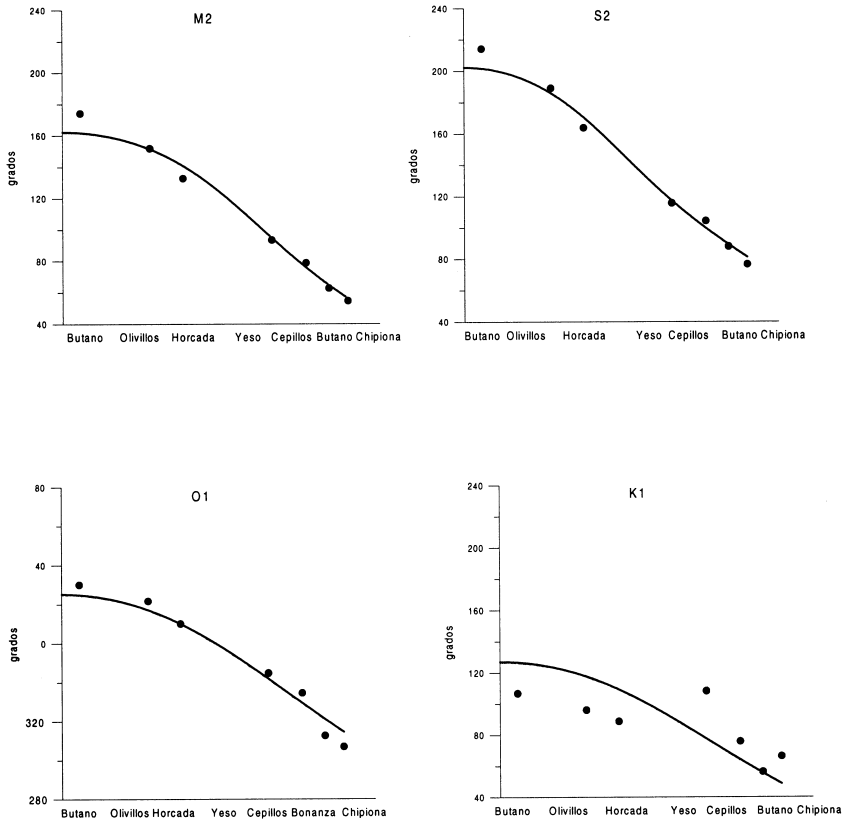 M2
240
200
160
120
80
40
grados
Butano Olivillos Horcada Yeso Cepillos Butano Chipiona
S2
240
200
160
120
80
40
grados
Butano Olivillos Horcada Yeso Cepillos Butano Chipiona
O1
80
40
0
320
280
grados
Butano Olivillos Horcada Yeso Cepillos Bonanza Chipiona
K1
240
200
160
120
80
40
grados
Butano Olivillos Horcada Yeso Cepillos Butano Chipiona